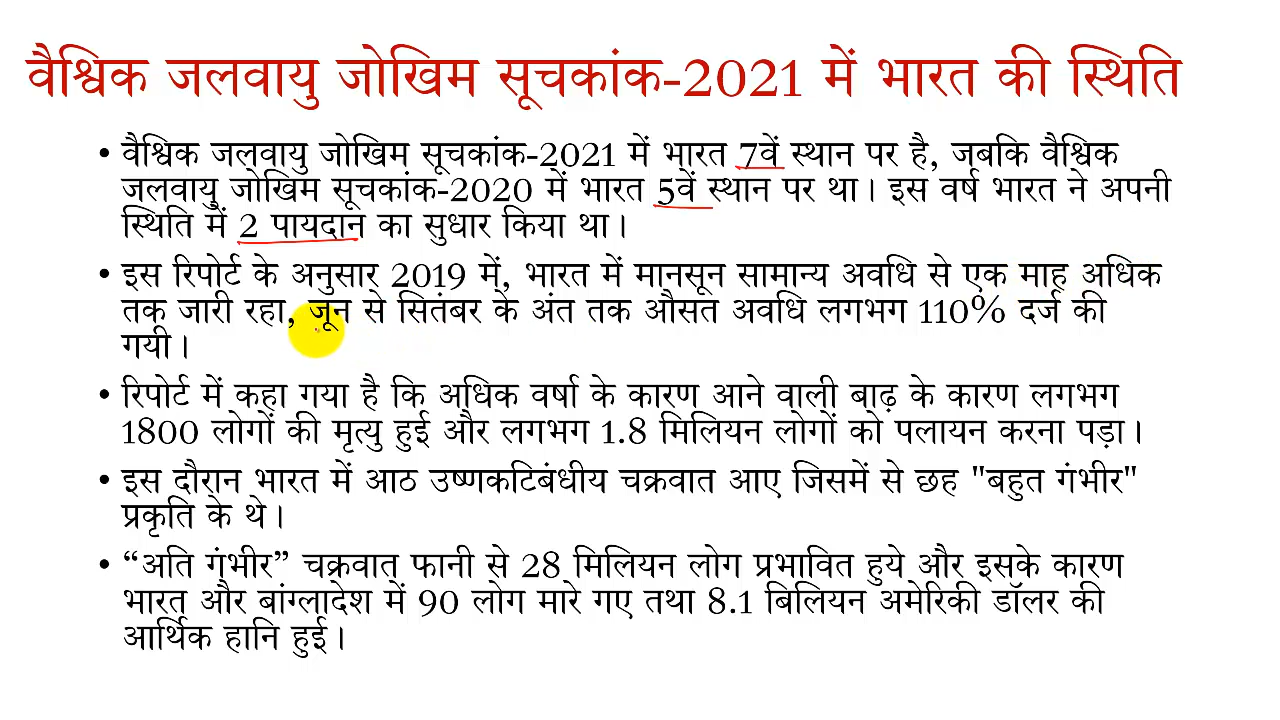 वैश्विक जलवायु जोखिम सूचकांक-2021 में भारत की स्थिति
• वैश्विक जलवायु जोखिम सूचकांक-2021 में भारत 7वें स्थान पर है, जबकि वैश्विक
जलवायु जोखिम सूचकांक-2020 में भारत 5वें स्थान पर था। इस वर्ष भारत ने अपनी
स्थिति में 2 पायदान का सुधार किया था।
• इस रिपोर्ट के अनुसार 2019 में, भारत में मानसून सामान्य अवधि से एक माह अधिक
तक जारी रहा, जून से सितंबर के अंत तक औसत अवधि लगभग 110% दर्ज की
गयी।
• रिपोर्ट में कहा गया है कि अधिक वर्षा के कारण आने वाली बाढ़ के कारण लगभग
1800 लोगों की मृत्यु हुई और लगभग 1.8 मिलियन लोगों को पलायन करना पड़ा।
• इस दौरान भारत में आठ उष्णकटिबंधीय चक्रवात आए जिसमें से छह "बहुत गंभीर"
प्रकृति के थे।
• “अति गंभीर” चक्रवात फानी से 28 मिलियन लोग प्रभावित हुये और इसके कारण
भारत और बांग्लादेश में 90 लोग मारे गए तथा 8.1 बिलियन अमेरिकी डॉलर की
आर्थिक हानि हुई।